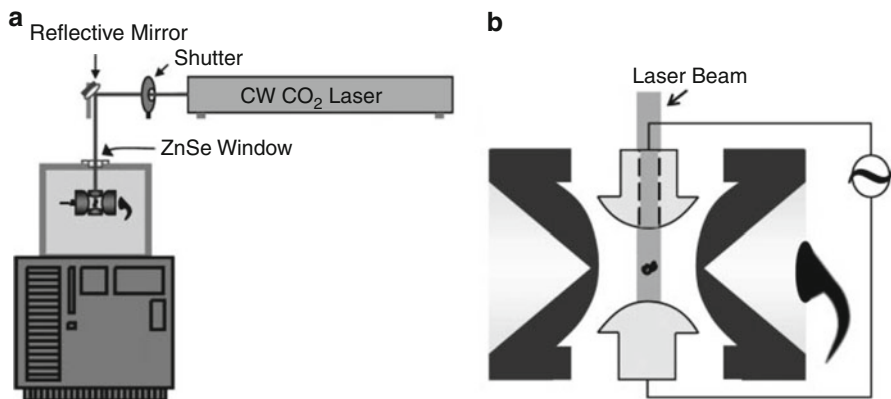 a
Reflective Mirror
Shutter
CW CO₂ Laser
ZnSe Window
b
Laser Beam